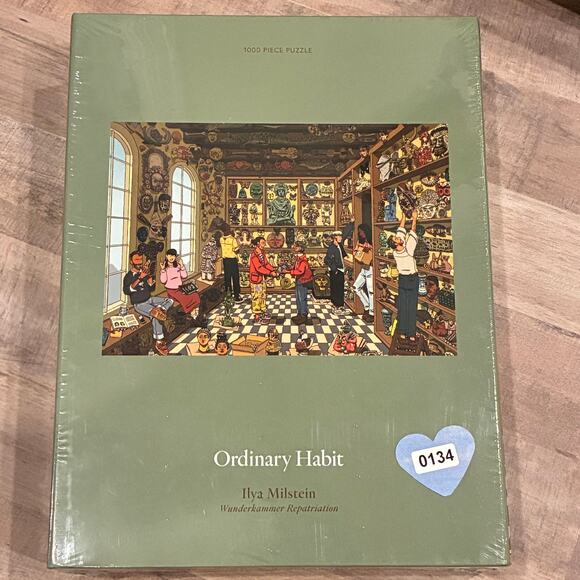 1000 PIECE PUZZLE
Ordinary Habit
0134
Ilya Milstein
Wunderkammer Repatriation